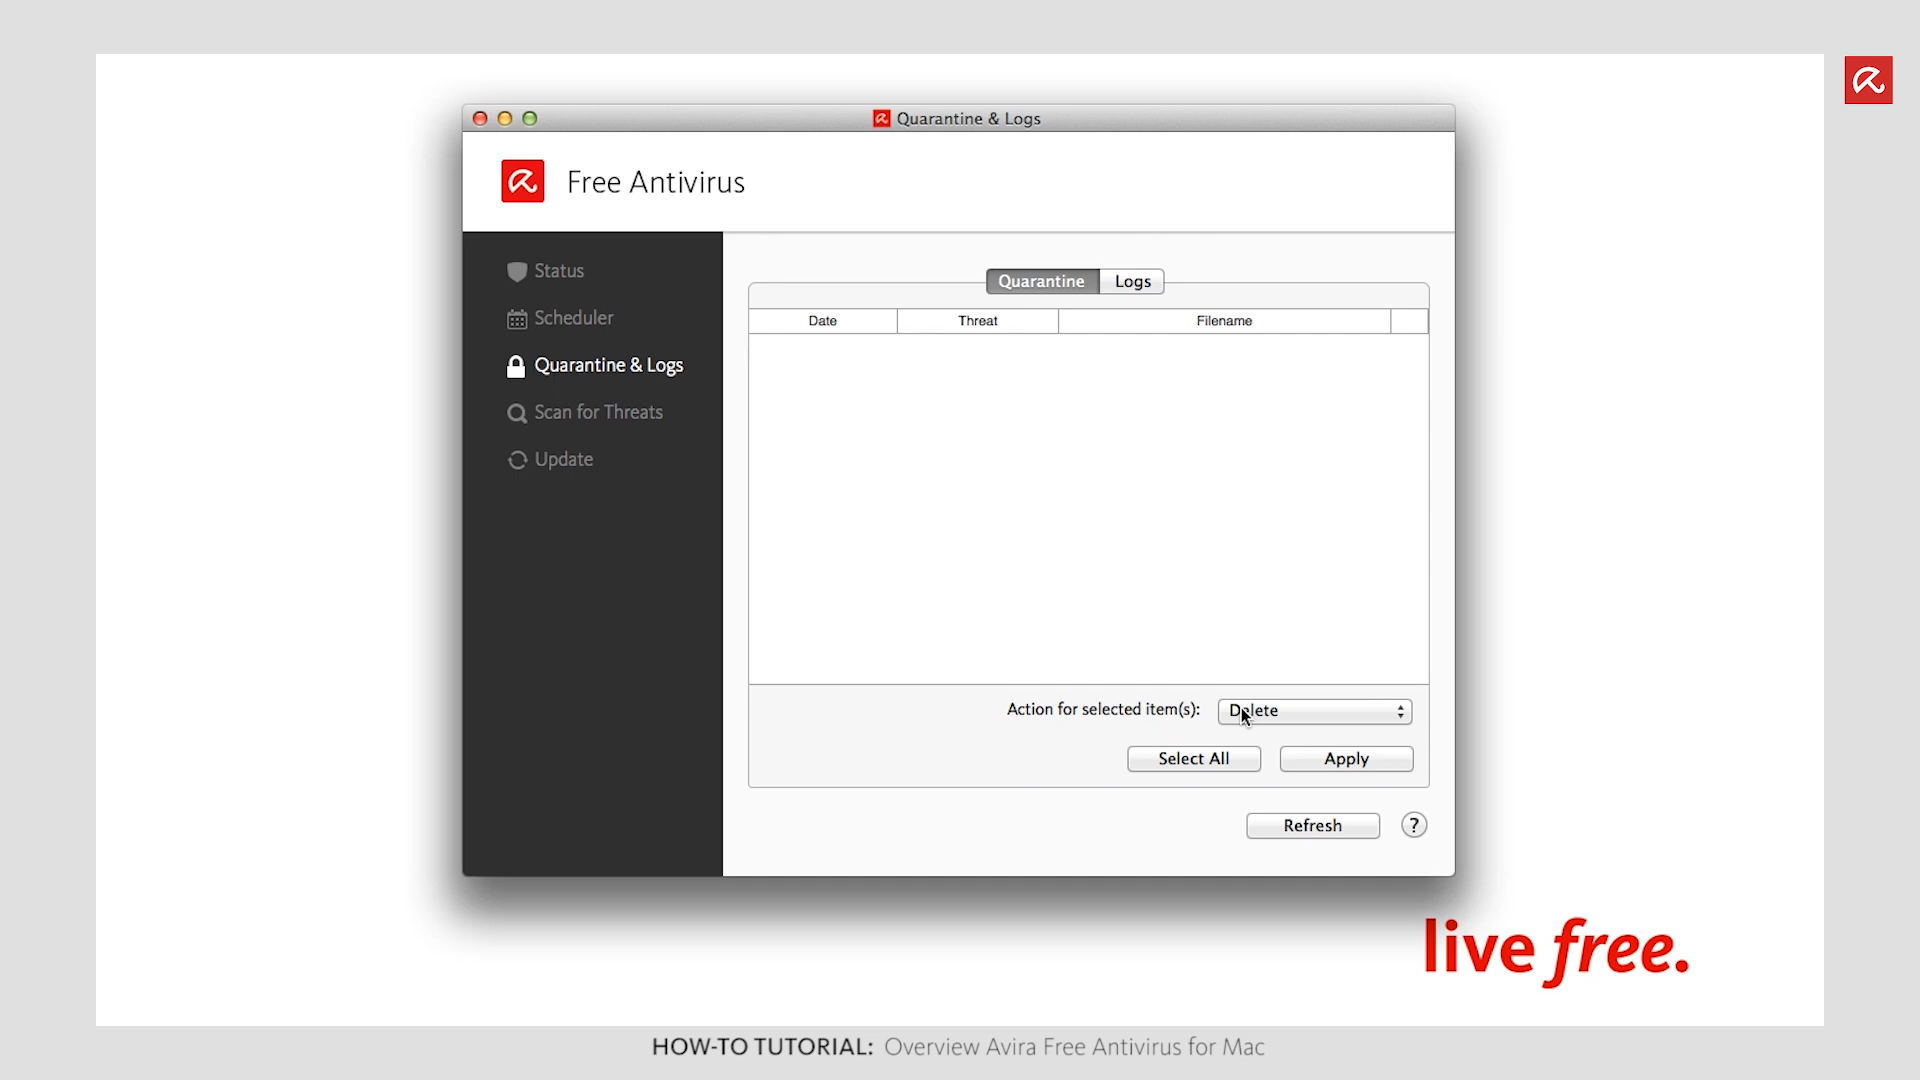 Quarantine & Logs
Free Antivirus
Status
Scheduler
Quarantine & Logs
Scan for Threats
Update
Quarantine Logs
Date Threat Filename
Action for selected item(s): Delete
Select All Apply
Refresh ?
live free.
HOW-TO TUTORIAL: Overview Avira Free Antivirus for Mac